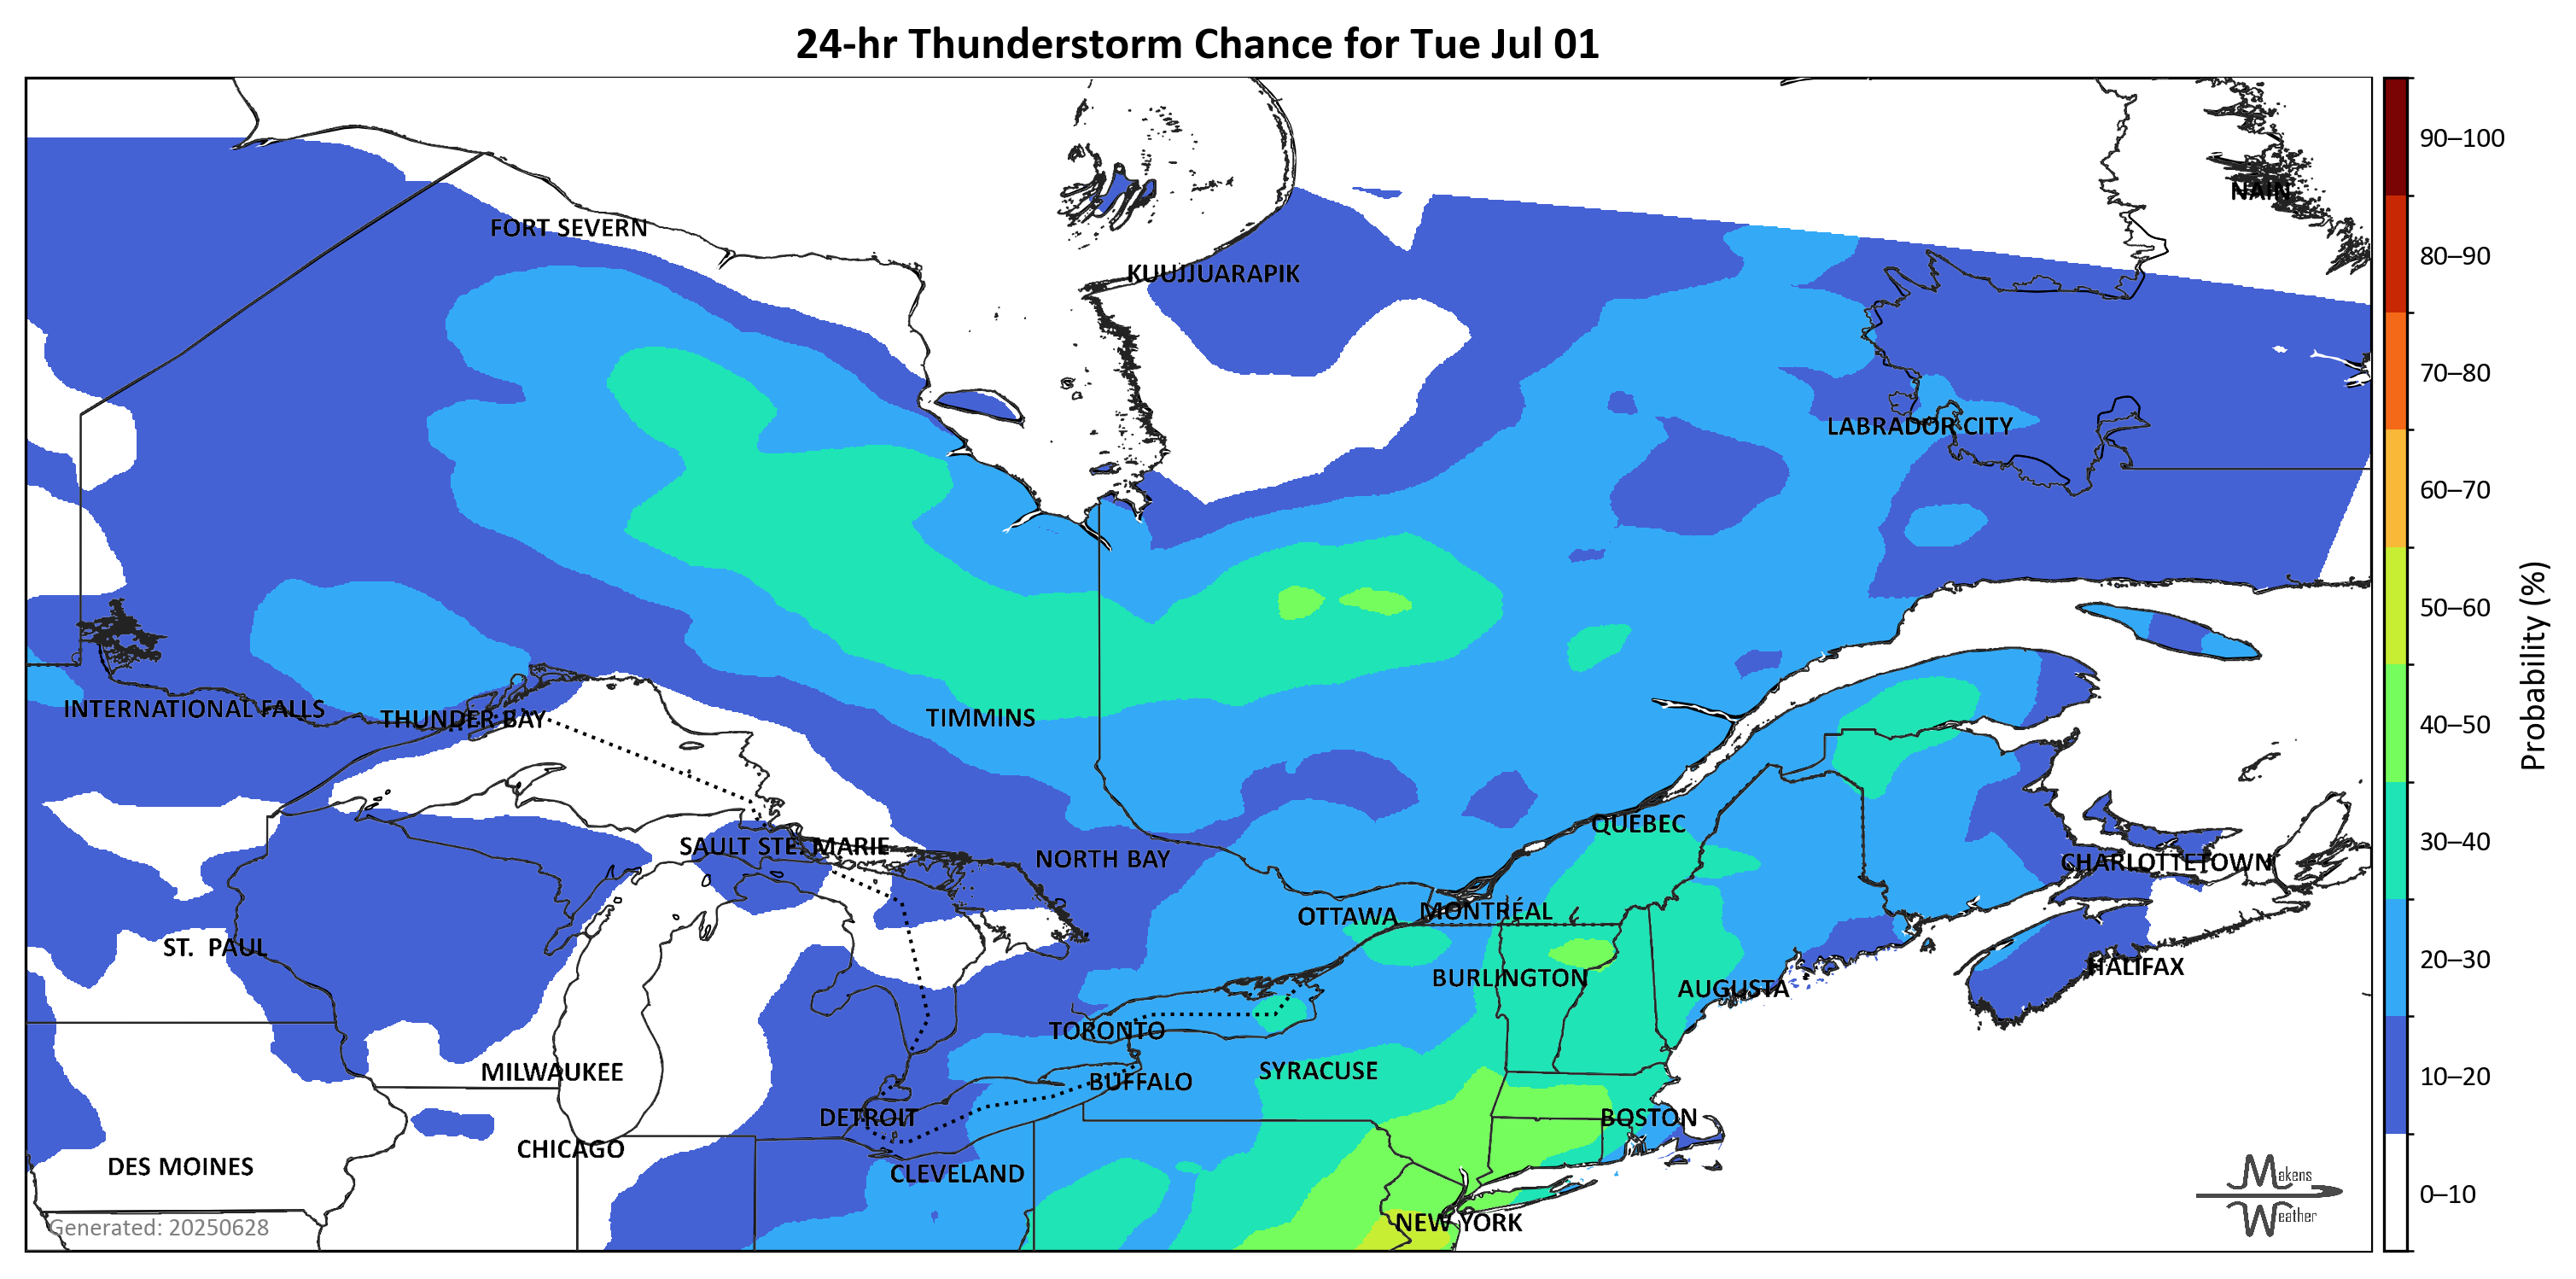 24-hr Thunderstorm Chance for Tue Jul 01
90–100
NAIN
FORT SEVERN
80–90
KUUJJUARAPIK
70–80
LABRADOR CITY
60–70
50–60
INTERNATIONAL FALLS
THUNDER BAY
TIMMINS
40–50
Probability (%)
QUEBEC
SAULT STE. MARIE
NORTH BAY
CHARLOTTETOWN
30–40
OTTAWA
MONTRÉAL
ST. PAUL
BURLINGTON
HALIFAX
20–30
AUGUSTA
TORONTO
MILWAUKEE
SYRACUSE
BUFFALO
10–20
DETROIT
BOSTON
CHICAGO
DES MOINES
CLEVELAND
Makens
Weather
0–10
NEW YORK
Generated: 20250628